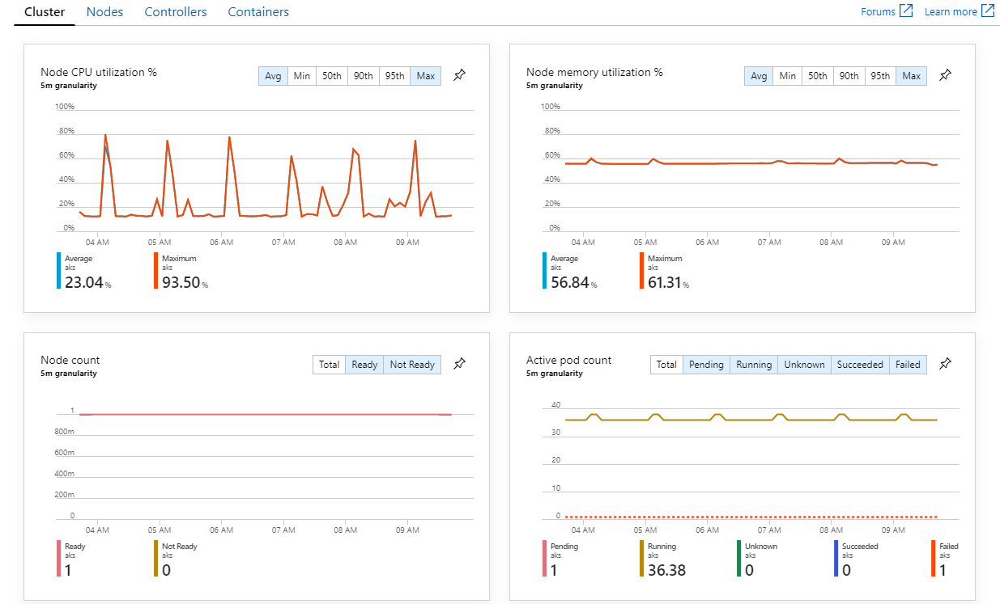 Cluster Nodes Controllers Containers Forums Learn more
Node CPU utilization %
5m granularity
Avg Min 50th 90th 95th Max
100%
80%
60%
40%
20%
0%
04 AM 05 AM 06 AM 07 AM 08 AM 09 AM
Average
aks
23.04 %
Maximum
aks
93.50 %
Node memory utilization %
5m granularity
Avg Min 50th 90th 95th Max
100%
80%
60%
40%
20%
0%
04 AM 05 AM 06 AM 07 AM 08 AM 09 AM
Average
aks
56.84 %
Maximum
aks
61.31 %
Node count
5m granularity
Total Ready Not Ready
1
800m
600m
400m
200m
0
04 AM 05 AM 06 AM 07 AM 08 AM 09 AM
Ready
aks
1
Not Ready
aks
0
Active pod count
5m granularity
Total Pending Running Unknown Succeeded Failed
40
30
20
10
0
04 AM 05 AM 06 AM 07 AM 08 AM 09 AM
Pending
aks
1
Running
aks
36.38
Unknown
aks
0
Succeeded
aks
0
Failed
aks
1